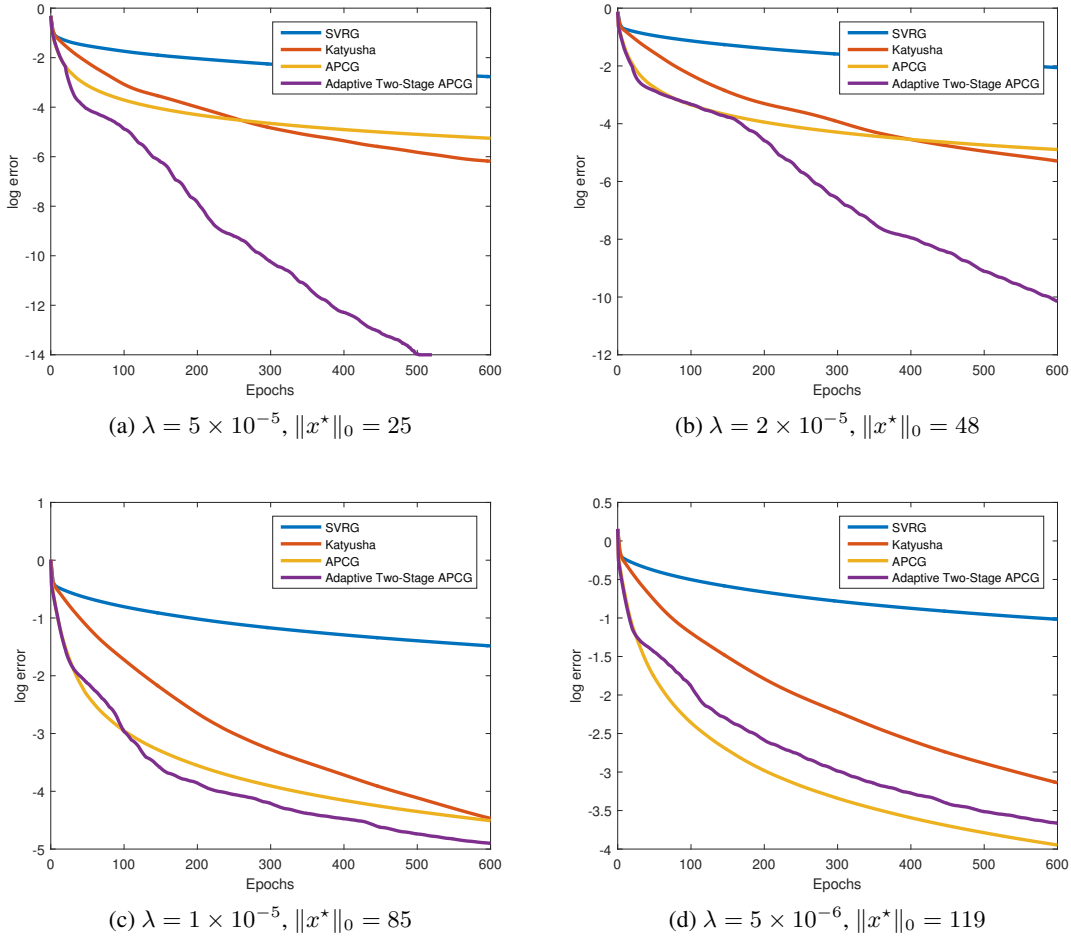 0
-2
-4
-6
-8
-10
-12
-14
log error
0 100 200 300 400 500 600
Epochs
SVRG
Katyusha
APCG
Adaptive Two-Stage APCG
(a) λ = 5 × 10⁻⁵, ‖x⋆‖₀ = 25
0
-2
-4
-6
-8
-10
-12
log error
0 100 200 300 400 500 600
Epochs
SVRG
Katyusha
APCG
Adaptive Two-Stage APCG
(b) λ = 2 × 10⁻⁵, ‖x⋆‖₀ = 48
1
0
-1
-2
-3
-4
-5
log error
0 100 200 300 400 500 600
Epochs
SVRG
Katyusha
APCG
Adaptive Two-Stage APCG
(c) λ = 1 × 10⁻⁵, ‖x⋆‖₀ = 85
0.5
0
-0.5
-1
-1.5
-2
-2.5
-3
-3.5
-4
log error
0 100 200 300 400 500 600
Epochs
SVRG
Katyusha
APCG
Adaptive Two-Stage APCG
(d) λ = 5 × 10⁻⁶, ‖x⋆‖₀ = 119